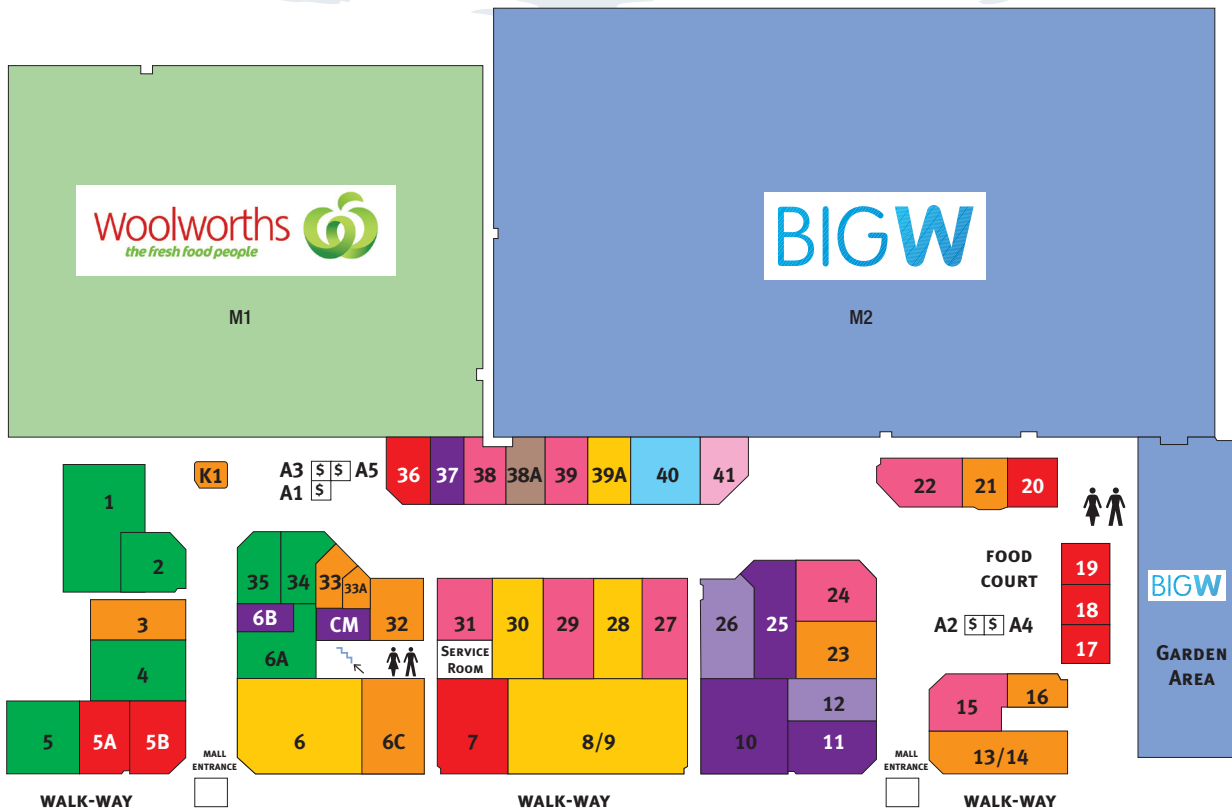 Woolworths
the fresh food people
M1
BIGW
M2
K1
A3 $ $ A5
A1 $
36
37
38
38A
39
39A
40
41
22
21
20
1
2
3
4
5
5A
5B
35
34
33
33A
32
6B
CM
6A
6
6C
31
30
29
28
27
SERVICE
ROOM
7
8/9
26
25
24
23
12
10
11
FOOD
COURT
19
18
17
A2 $ $ A4
15
16
13/14
BIGW
GARDEN
AREA
MALL
ENTRANCE
MALL
ENTRANCE
WALK-WAY
WALK-WAY
WALK-WAY